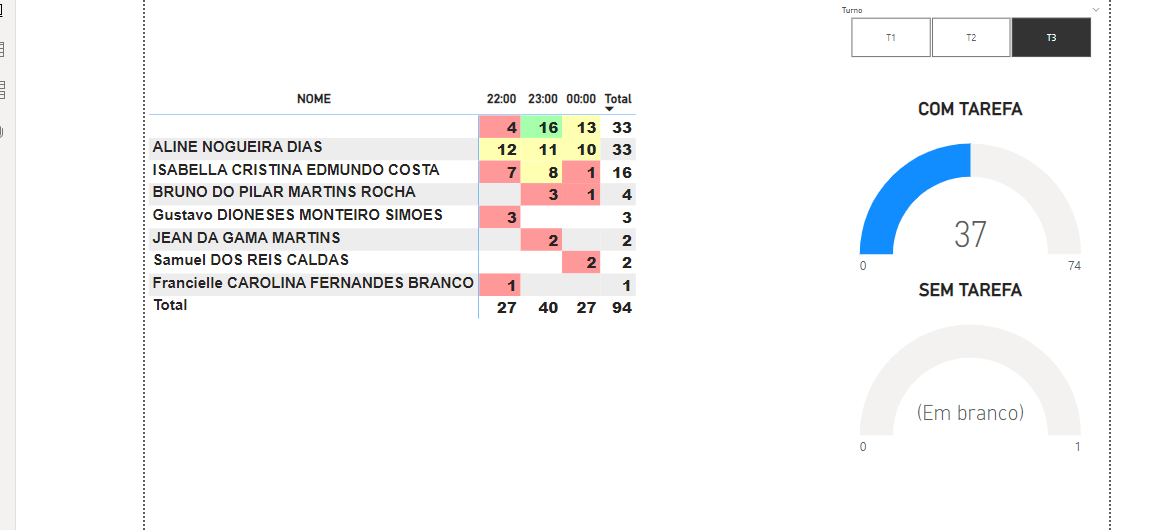 Turno
T1 T2 T3
NOME 22:00 23:00 00:00 Total
4 16 13 33
ALINE NOGUEIRA DIAS 12 11 10 33
ISABELLA CRISTINA EDMUNDO COSTA 7 8 1 16
BRUNO DO PILAR MARTINS ROCHA 3 1 4
Gustavo DIONESES MONTEIRO SIMOES 3 3
JEAN DA GAMA MARTINS 2 2
Samuel DOS REIS CALDAS 2 2
Francielle CAROLINA FERNANDES BRANCO 1 1
Total 27 40 27 94
COM TAREFA
37
0 74
SEM TAREFA
(Em branco)
0 1